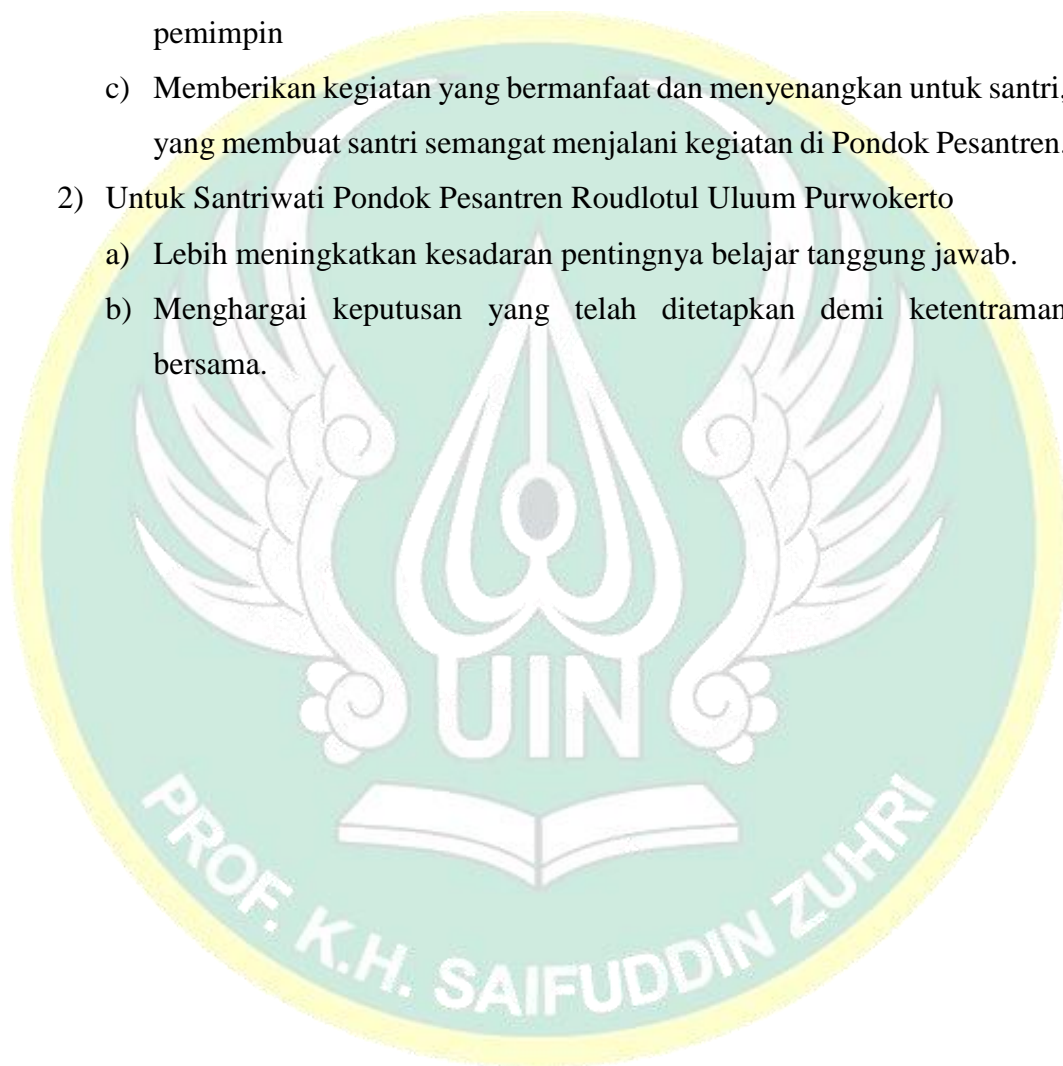 pemimpin
c) Memberikan kegiatan yang bermanfaat dan menyenangkan untuk santri,
yang membuat santri semangat menjalani kegiatan di Pondok Pesantren.
2) Untuk Santriwati Pondok Pesantren Roudlotul Uluum Purwokerto
a) Lebih meningkatkan kesadaran pentingnya belajar tanggung jawab.
b) Menghargai keputusan yang telah ditetapkan demi ketentraman
bersama.
UIN
PROF. K.H. SAIFUDDIN ZUHRI